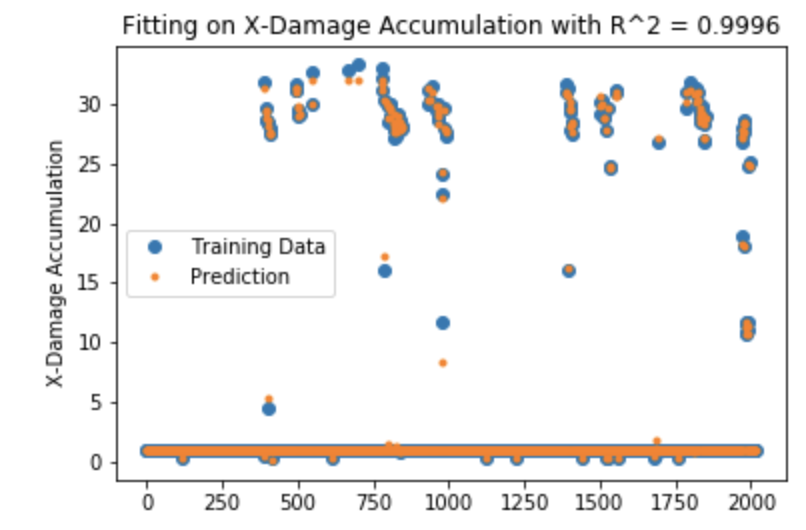 Fitting on X-Damage Accumulation with R^2 = 0.9996
X-Damage Accumulation
30
25
20
15
10
5
0
Training Data
Prediction
0 250 500 750 1000 1250 1500 1750 2000